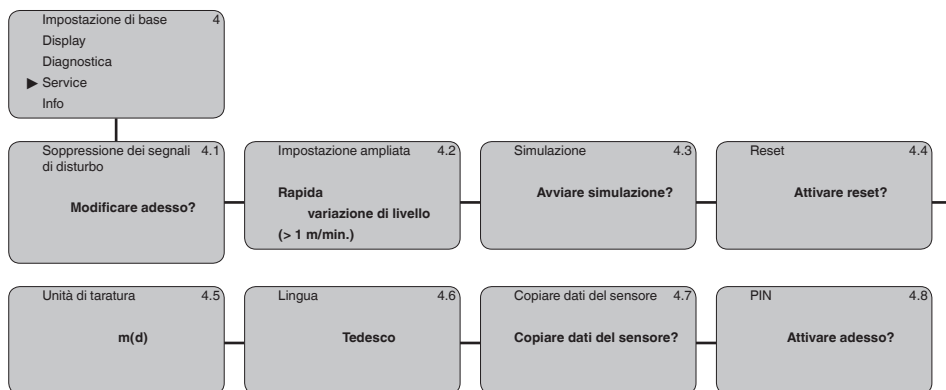 Impostazione di base 4
Display
Diagnostica
▶ Service
Info
Soppressione dei segnali 4.1
di disturbo
Modificare adesso?
Impostazione ampliata 4.2
Rapida
variazione di livello
(> 1 m/min.)
Simulazione 4.3
Avviare simulazione?
Reset 4.4
Attivare reset?
Unità di taratura 4.5
m(d)
Lingua 4.6
Tedesco
Copiare dati del sensore 4.7
Copiare dati del sensore?
PIN 4.8
Attivare adesso?